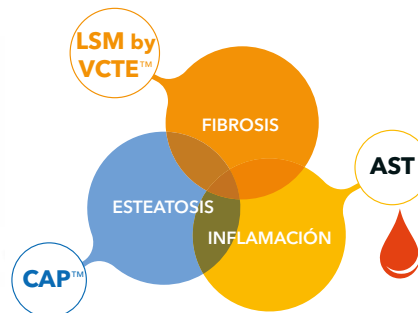 LSM by
VCTE™
FIBROSIS
AST
ESTEATOSIS
INFLAMACIÓN
CAP™